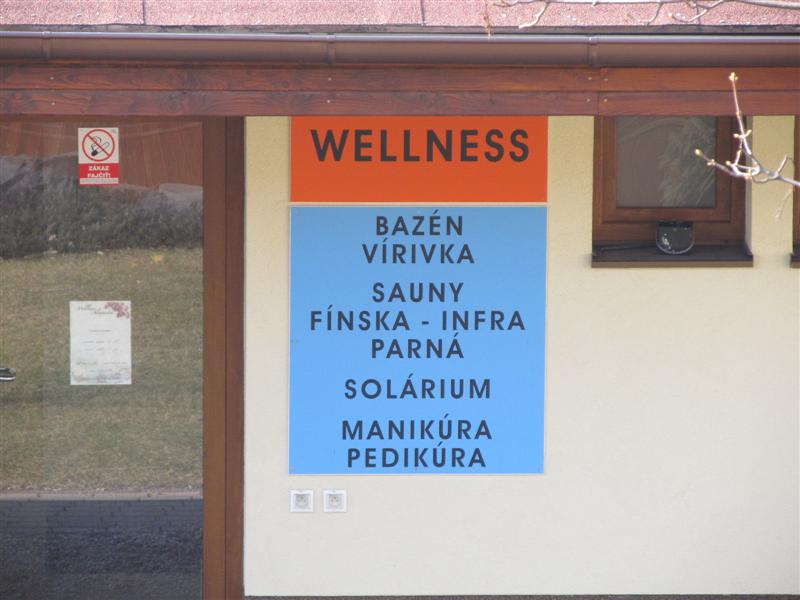 ZÁKAZ
FAJČIŤ!
WELLNESS
BAZÉN
VÍRIVKA
SAUNY
FÍNSKA - INFRA
PARNÁ
SOLÁRIUM
MANIKÚRA
PEDIKÚRA